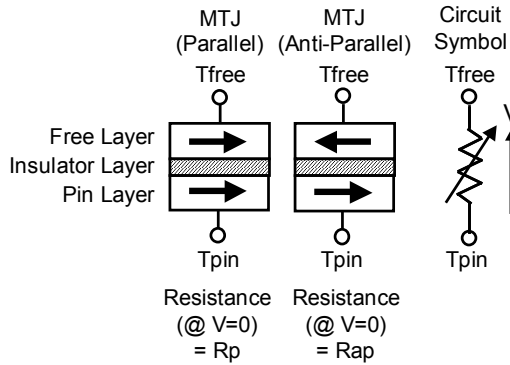 MTJ
(Parallel)
MTJ
(Anti-Parallel)
Circuit
Symbol
Tfree
Tfree
Tfree
V
Free Layer
Insulator Layer
Pin Layer
Tpin
Tpin
Tpin
Resistance
(@ V=0)
= Rp
Resistance
(@ V=0)
= Rap